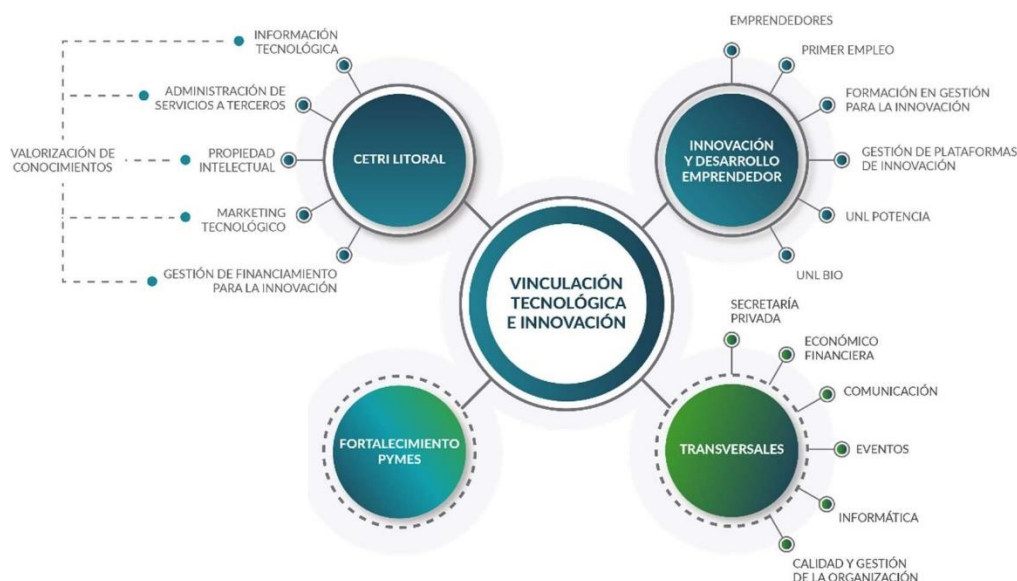 INFORMACIÓN
TECNOLÓGICA
ADMINISTRACIÓN DE
SERVICIOS A TERCEROS
VALORIZACIÓN DE
CONOCIMIENTOS
PROPIEDAD
INTELECTUAL
MARKETING
TECNOLÓGICO
GESTIÓN DE FINANCIAMIENTO
PARA LA INNOVACIÓN
CETRI LITORAL
EMPRENDEDORES
PRIMER EMPLEO
FORMACIÓN EN GESTIÓN
PARA LA INNOVACIÓN
GESTIÓN DE PLATAFORMAS
DE INNOVACIÓN
UNL POTENCIA
UNL BIO
INNOVACIÓN
Y DESARROLLO
EMPRENDEDOR
VINCULACIÓN
TECNOLÓGICA
E INNOVACIÓN
FORTALECIMIENTO
PYMES
TRANSVERSALES
SECRETARÍA
PRIVADA
ECONÓMICO
FINANCIERA
COMUNICACIÓN
EVENTOS
INFORMÁTICA
CALIDAD Y GESTIÓN
DE LA ORGANIZACIÓN